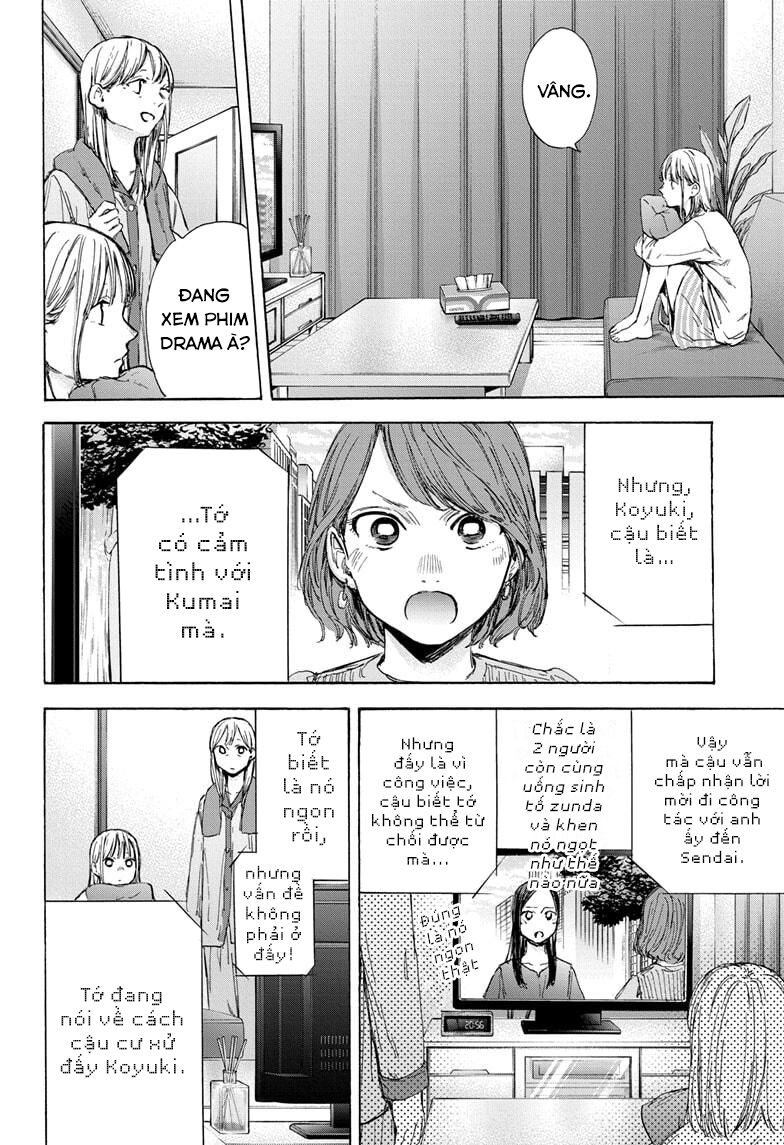 VÂNG.
ĐANG
XEM PHIM
DRAMA À?
Nhưng,
Koyuki,
cậu biết
là...
...Tớ
có cảm
tình với
Kumai
mà.
Vậy
mà cậu vẫn
chấp nhận lời
mời đi công
tác với anh
ấy đến
Sendai.
Chắc là
2 người
còn cùng
uống sinh
tố zunda
và khen
nó ngọt
như thế
nào nữa
Nhưng
đấy là vì
công việc,
cậu biết tớ
không thể từ
chối được
mà...
Đúng
là nó
ngon
thật
20:56
Tớ
biết
là nó
ngon
rồi,
nhưng
vấn đề
không
phải ở
đấy!
Tớ đang
nói về cách
cậu cư xử
đấy Koyuki.